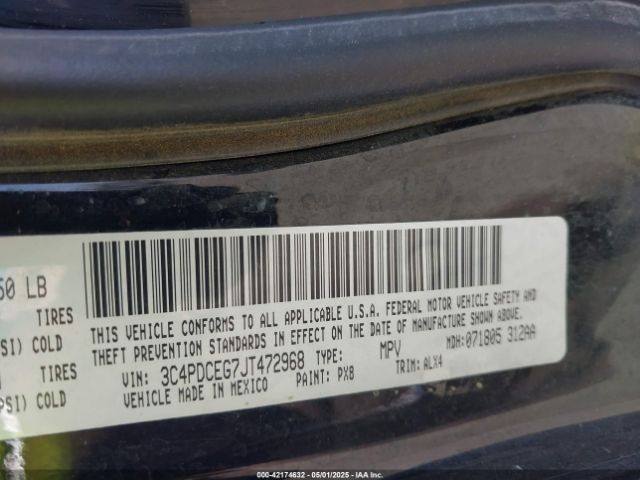 50 LB
TIRES
PSI) COLD
TIRES
PSI) COLD
THIS VEHICLE CONFORMS TO ALL APPLICABLE U.S.A. FEDERAL MOTOR VEHICLE SAFETY AND
THEFT PREVENTION STANDARDS IN EFFECT ON THE DATE OF MANUFACTURE SHOWN ABOVE.
VIN: 3C4PDCEG7JT472968 TYPE: MPV MDH: 071805 312AA
VEHICLE MADE IN MEXICO PAINT: PX8 TRIM: ALX4
000-42174632 - 05/01/2025 - IAA Inc.